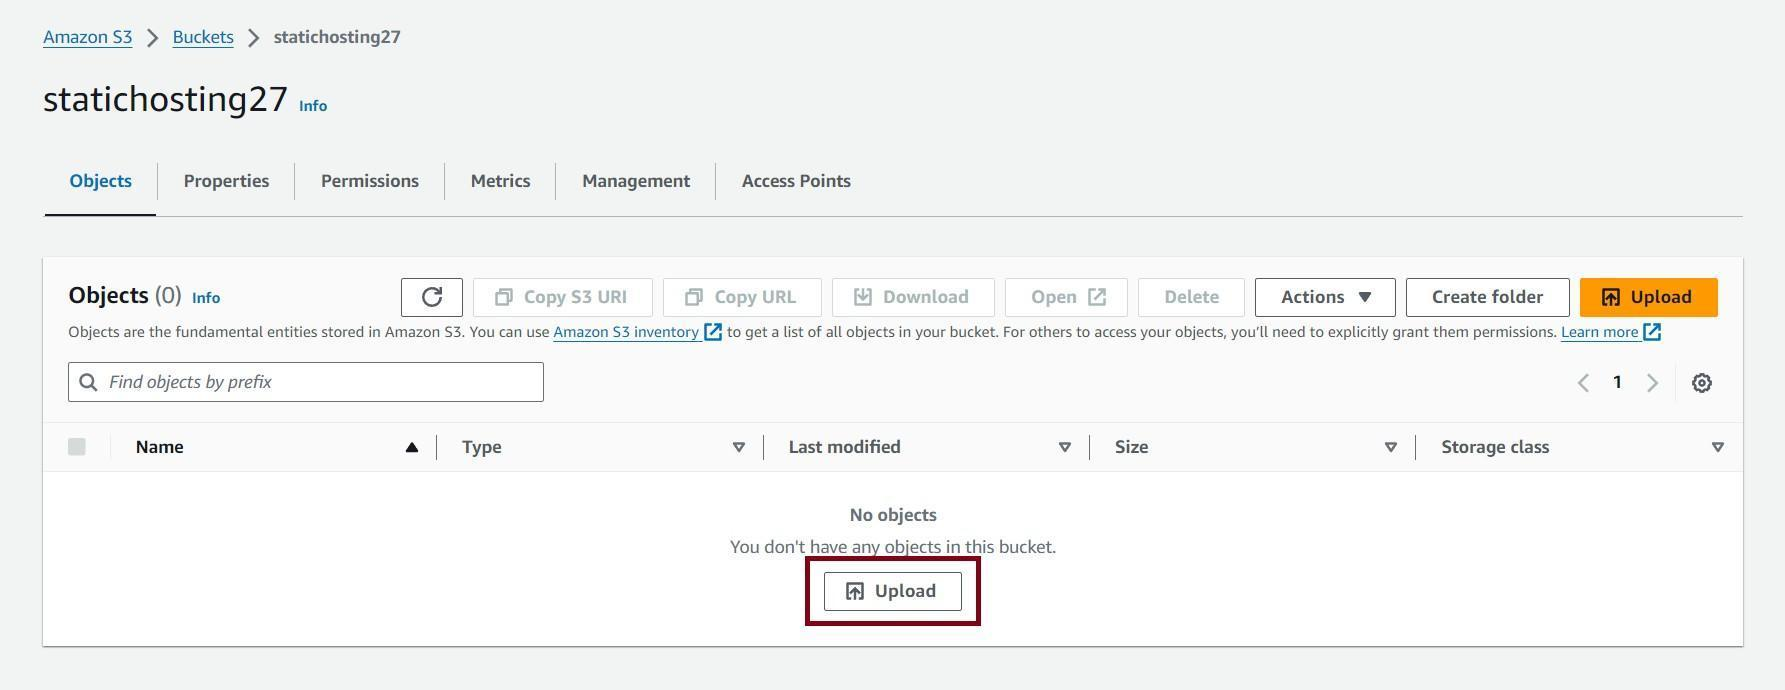 Amazon S3 > Buckets > statichosting27
statichosting27 Info
Objects Properties Permissions Metrics Management Access Points
Objects (0) Info Copy S3 URI Copy URL Download Open Delete Actions Create folder Upload
Objects are the fundamental entities stored in Amazon S3. You can use Amazon S3 inventory to get a list of all objects in your bucket. For others to access your objects, you'll need to explicitly grant them permissions. Learn more
Find objects by prefix 1
Name Type Last modified Size Storage class
No objects
You don't have any objects in this bucket.
Upload